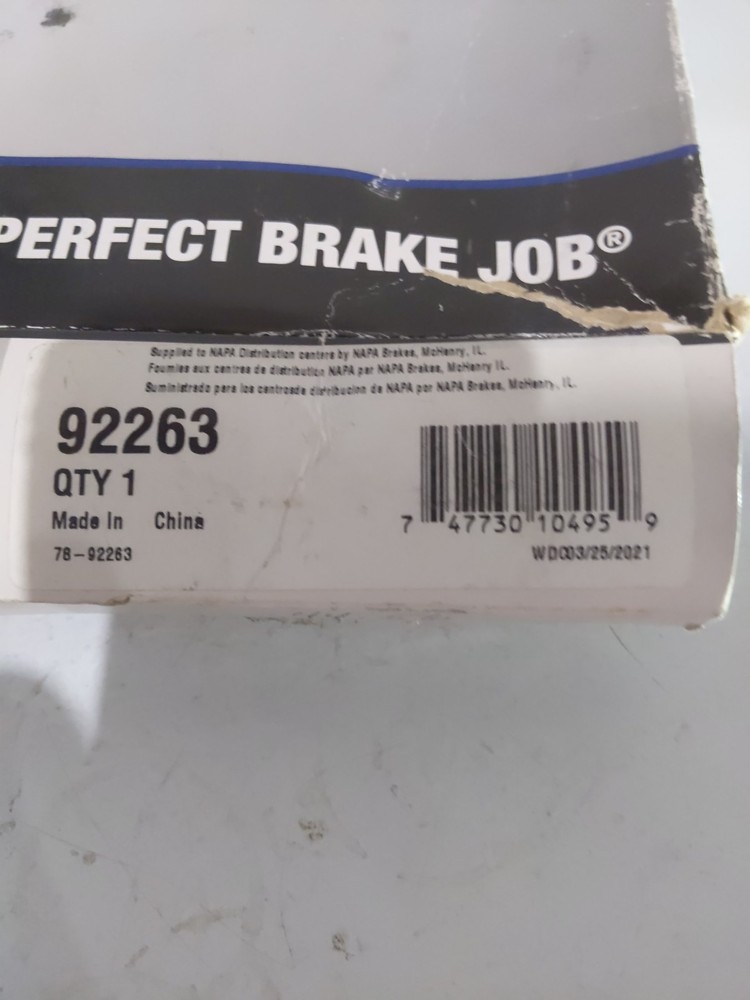 PERFECT BRAKE JOB®
Supplied to NAPA Distribution centers by NAPA Brakes, McHenry, IL.
Fournies aux centres de distribution NAPA par NAPA Brakes, McHenry IL.
Suministrado para los centrosde distribucion de NAPA por NAPA Brakes, McHenry, IL.
92263
QTY 1
Made In China
78-92263
7 47730 10495 9
WDC03/25/2021